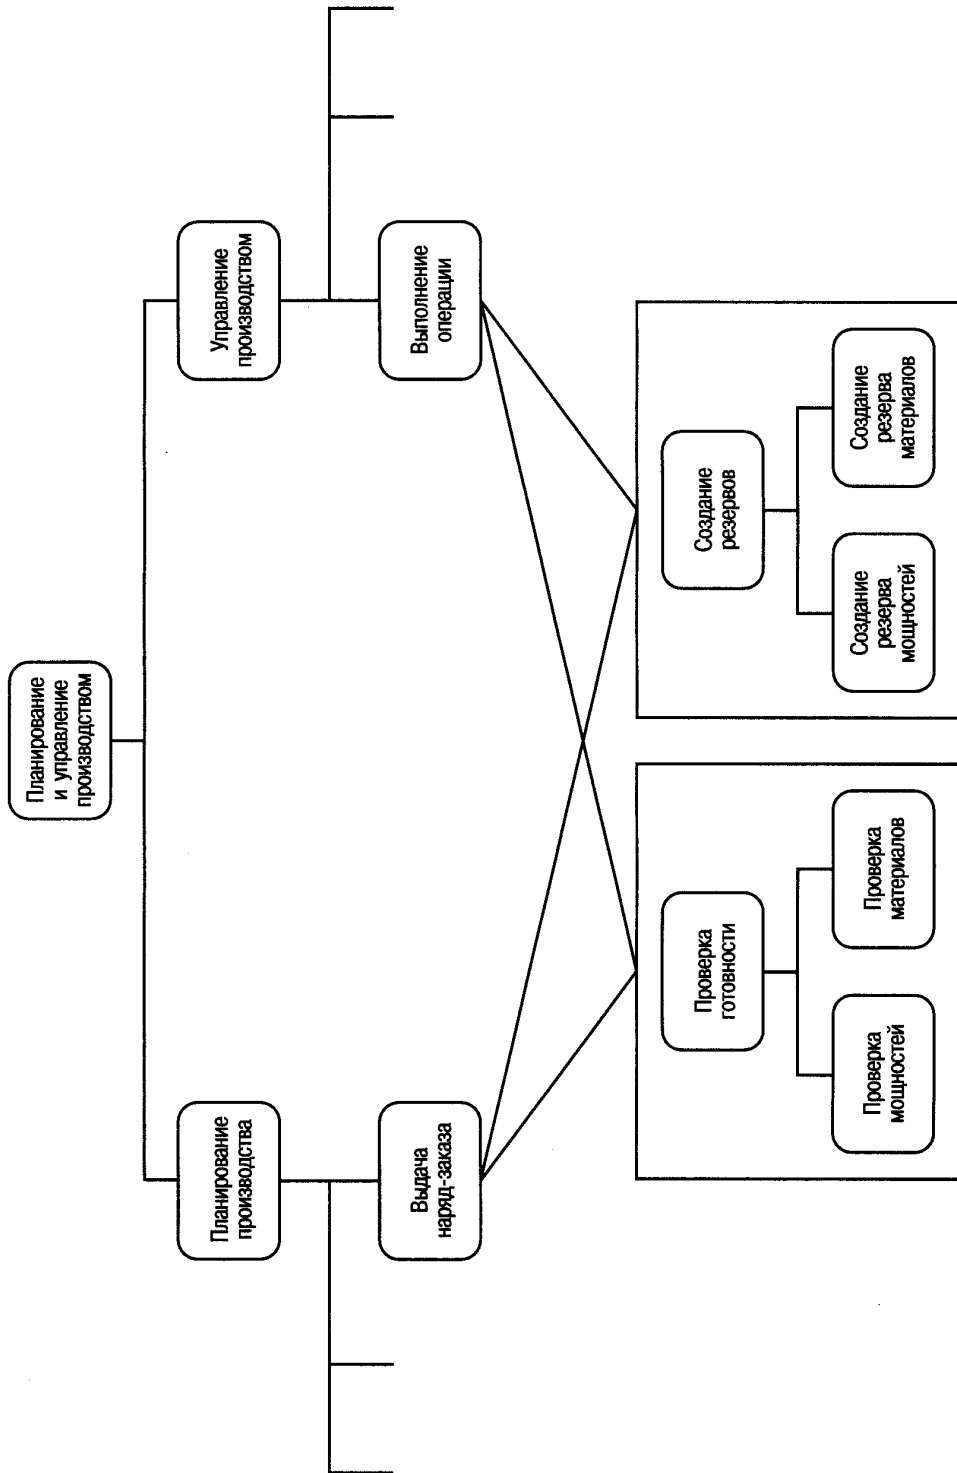 Планирование
и управление
производством
Планирование
производства
Управление
производством
Выдача
наряд-заказа
Выполнение
операции
Проверка
готовности
Проверка
мощностей
Проверка
материалов
Создание
резервов
Создание
резерва
мощностей
Создание
резерва
материалов